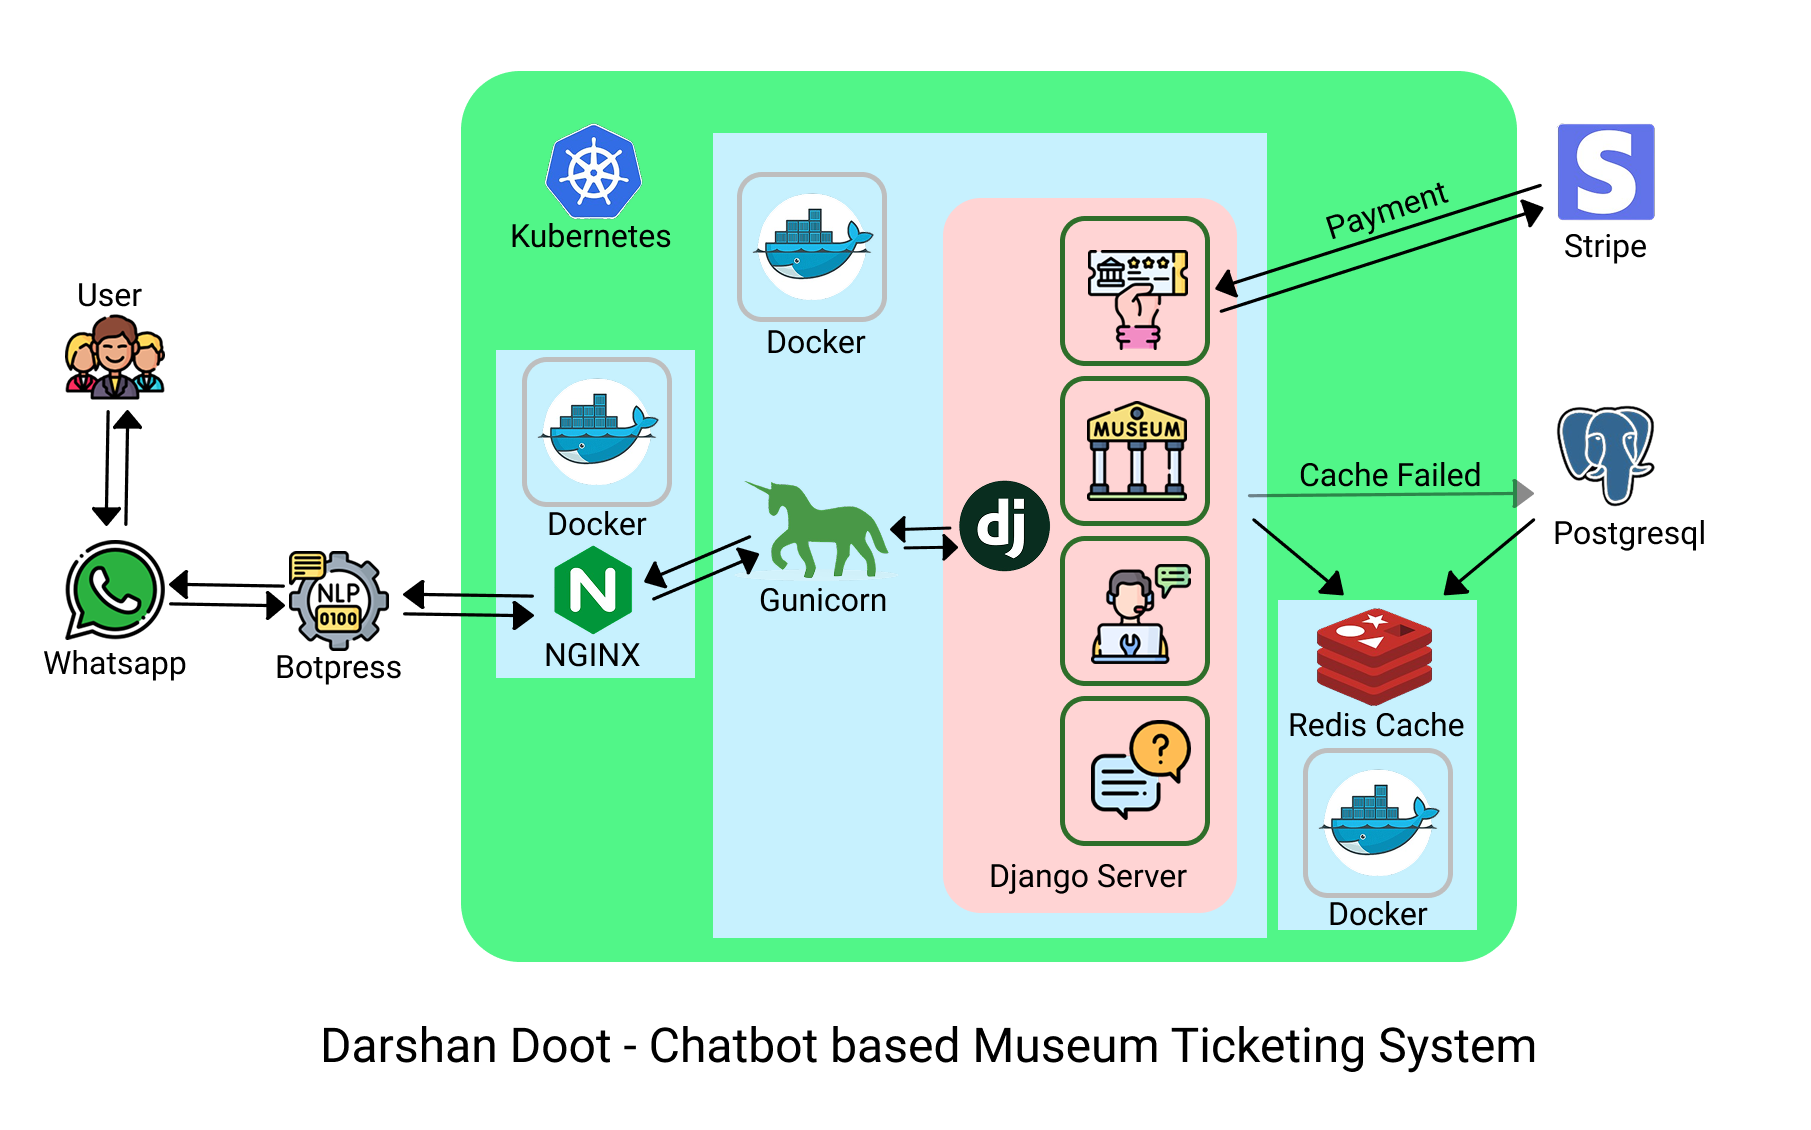 User
Whatsapp
NLP
0100
Botpress
Kubernetes
Docker
N
NGINX
Docker
Gunicorn
dj
MUSEUM
?
Django Server
Payment
S
Stripe
Cache Failed
Postgresql
Redis Cache
Docker
Darshan Doot - Chatbot based Museum Ticketing System